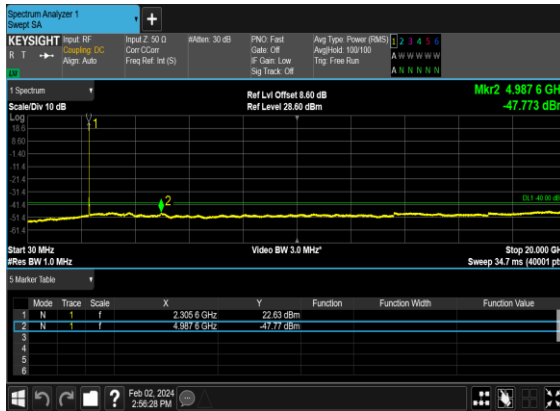 Spectrum Analyzer 1
Swept SA
+
KEYSIGHT Input: RF Input Z: 50 Ω #Atten: 30 dB PNO: Fast Avg Type: Power (RMS) 1 2 3 4 5 6
R T Coupling: DC Corr CCorr Gate: Off Avg|Hold: 100/100 A W W W W W
Align: Auto Freq Ref: Int (S) IF Gain: Low Trig: Free Run
Sig Track: Off A N N N N N
LXI
1 Spectrum
Scale/Div 10 dB
Ref Lvl Offset 8.60 dB
Ref Level 28.60 dBm
Mkr2 4.987 6 GH
-47.773 dB
Log
18.6
8.60
-1.40
-11.4
-21.4
-31.4
-41.4
-51.4
-61.4
1
2
DL1 -40.00 dB
Start 30 MHz Video BW 3.0 MHz* Stop 20.000 GH
#Res BW 1.0 MHz Sweep 34.7 ms (40001 pt
5 Marker Table
Mode Trace Scale X Y Function Function Width Function Value
1 N 1 f 2.305 6 GHz 22.63 dBm
2 N 1 f 4.987 6 GHz -47.77 dBm
3
4
5
6
? Feb 02, 2024
2:56:28 PM